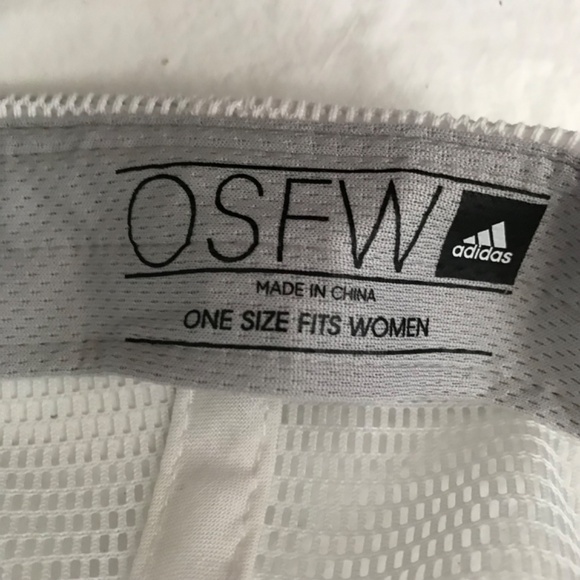 OSFW
adidas
MADE IN CHINA
ONE SIZE FITS WOMEN